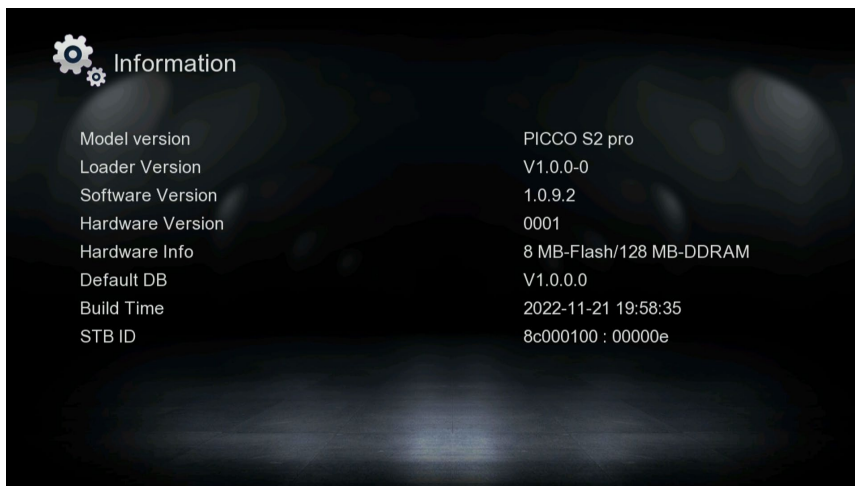 Information
Model version PICCO S2 pro
Loader Version V1.0.0-0
Software Version 1.0.9.2
Hardware Version 0001
Hardware Info 8 MB-Flash/128 MB-DDRAM
Default DB V1.0.0.0
Build Time 2022-11-21 19:58:35
STB ID 8c000100 : 00000e